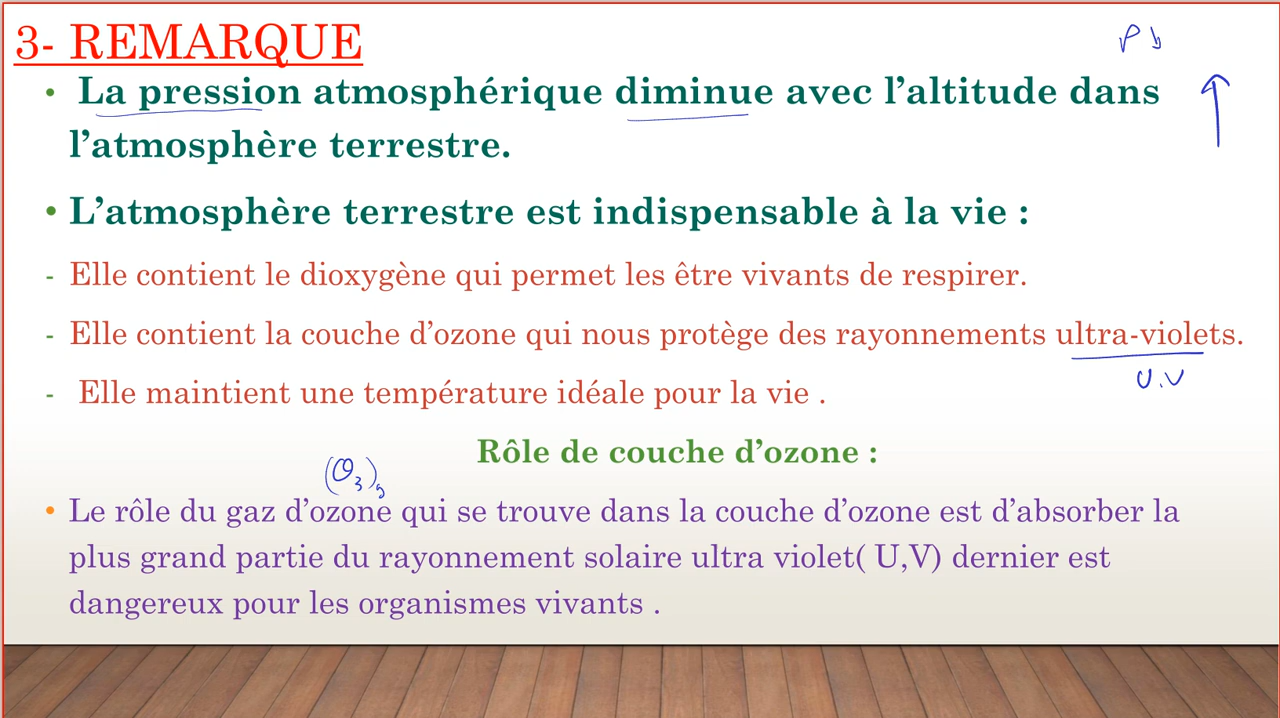 3- REMARQUE
P ↓
• La pression atmosphérique diminue avec l’altitude dans
l’atmosphère terrestre.
• L’atmosphère terrestre est indispensable à la vie :
- Elle contient le dioxygène qui permet les être vivants de respirer.
- Elle contient la couche d’ozone qui nous protège des rayonnements ultra-violets.
U.V
- Elle maintient une température idéale pour la vie .
Rôle de couche d’ozone :
(O3)g
• Le rôle du gaz d’ozone qui se trouve dans la couche d’ozone est d’absorber la
plus grand partie du rayonnement solaire ultra violet( U,V) dernier est
dangereux pour les organismes vivants .